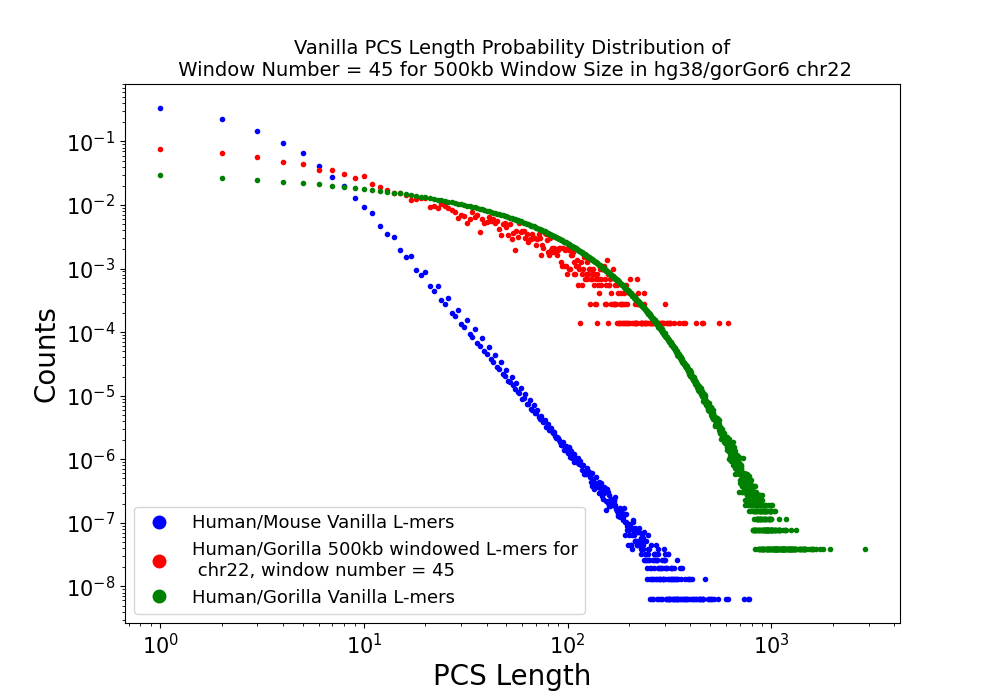 Vanilla PCS Length Probability Distribution of
Window Number = 45 for 500kb Window Size in hg38/gorGor6 chr22
Counts
10⁻¹
10⁻²
10⁻³
10⁻⁴
10⁻⁵
10⁻⁶
10⁻⁷
10⁻⁸
Human/Mouse Vanilla L-mers
Human/Gorilla 500kb windowed L-mers for
chr22, window number = 45
Human/Gorilla Vanilla L-mers
10⁰ 10¹ 10² 10³
PCS Length